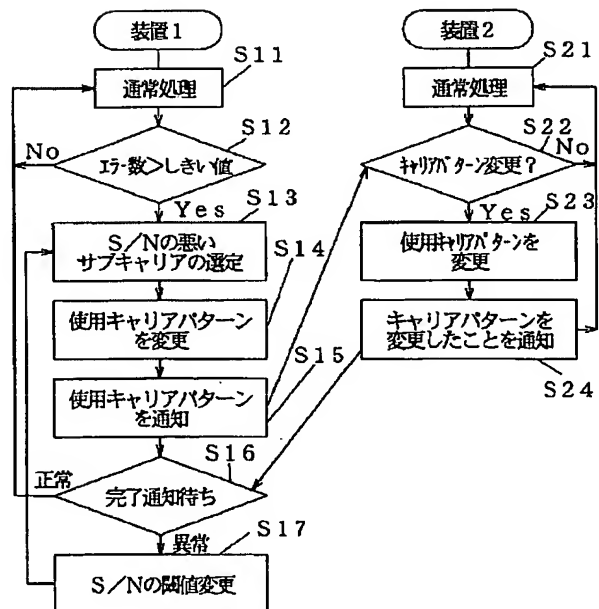 装置1
S11
通常処理
S12
No
エラー数>しきい値
Yes
S13
S/Nの悪い
サブキャリアの選定
S14
使用キャリアパターン
を変更
S15
使用キャリアパターン
を通知
S16
正常
完了通知待ち
S17
異常
S/Nの閾値変更
装置2
S21
通常処理
S22
No
キャリアパターン変更?
S23
Yes
使用キャリアパターンを
変更
キャリアパターンを
変更したことを通知
S24